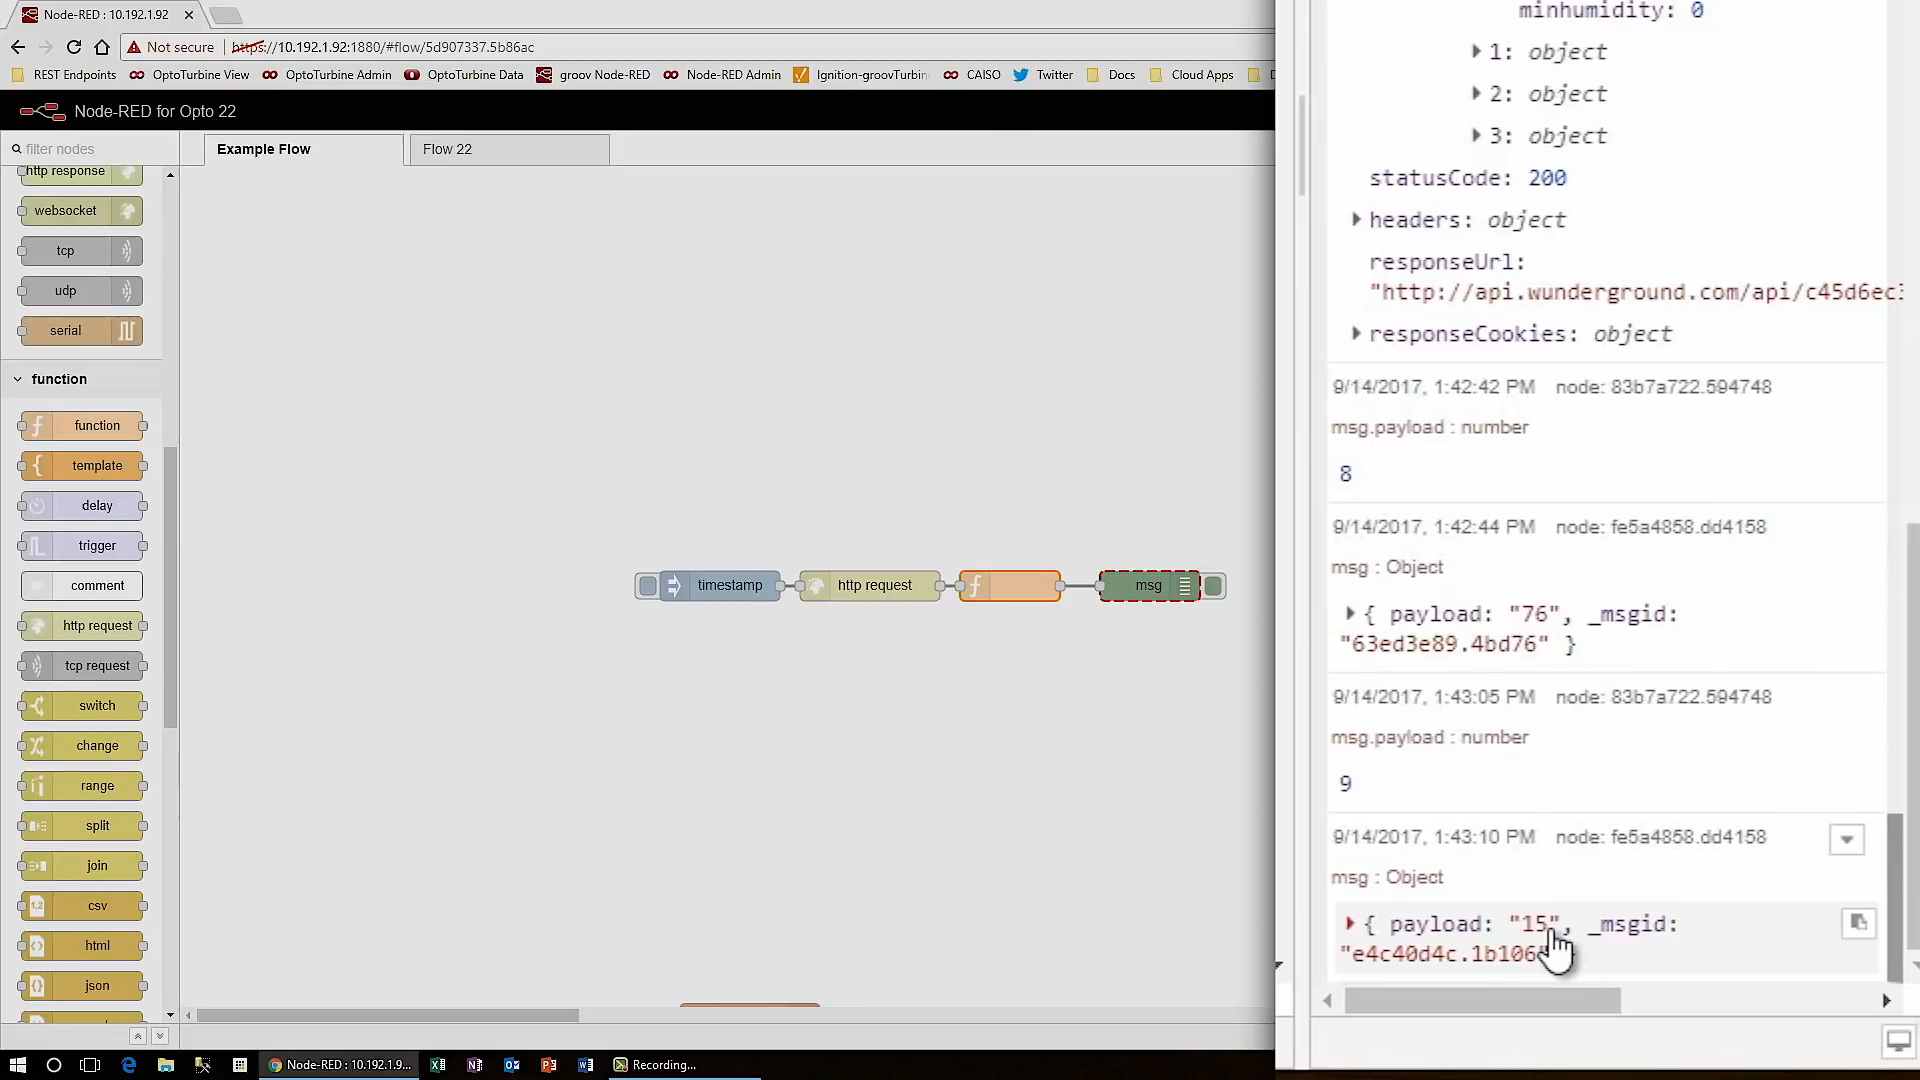 Node-RED : 10.192.1.92
Not secure https://10.192.1.92:1880/#flow/5d907337.5b86ac
REST Endpoints OptoTurbine View OptoTurbine Admin OptoTurbine Data groov Node-RED Node-RED Admin Ignition-groovTurbin CAISO Twitter Docs Cloud Apps
Node-RED for Opto 22
filter nodes
Example Flow
Flow 22
http response
websocket
tcp
udp
serial
function
function
template
delay
trigger
comment
http request
tcp request
switch
change
range
split
join
csv
html
json
timestamp
http request
msg
minhumidity: 0
1: object
2: object
3: object
statusCode: 200
headers: object
responseUrl:
"http://api.wunderground.com/api/c45d6ec
responseCookies: object
9/14/2017, 1:42:42 PM node: 83b7a722.594748
msg.payload : number
8
9/14/2017, 1:42:44 PM node: fe5a4858.dd4158
msg : Object
{ payload: "76", _msgid:
"63ed3e89.4bd76" }
9/14/2017, 1:43:05 PM node: 83b7a722.594748
msg.payload : number
9
9/14/2017, 1:43:10 PM node: fe5a4858.dd4158
msg : Object
{ payload: "15", _msgid:
"e4c40d4c.1b106
Node-RED : 10.192.1.9...
Recording...